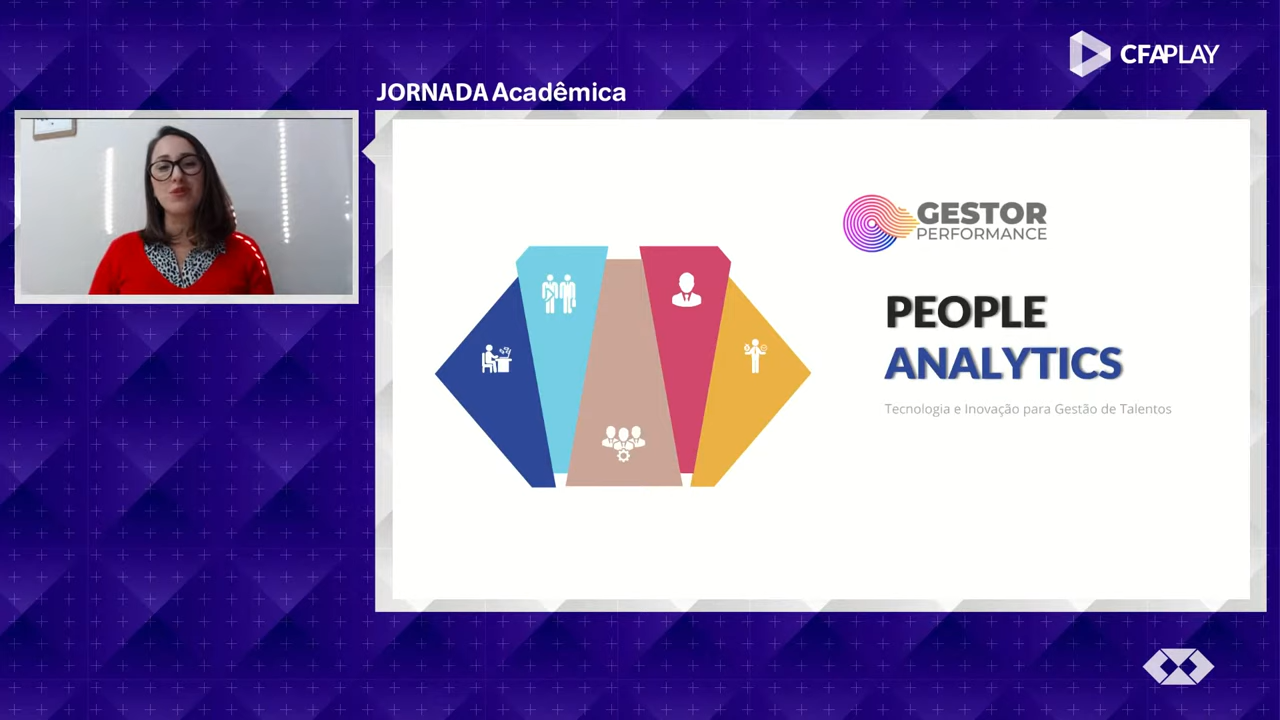 CFAPLAY
JORNADA Acadêmica
GESTOR
PERFORMANCE
PEOPLE
ANALYTICS
Tecnologia e Inovação para Gestão de Talentos